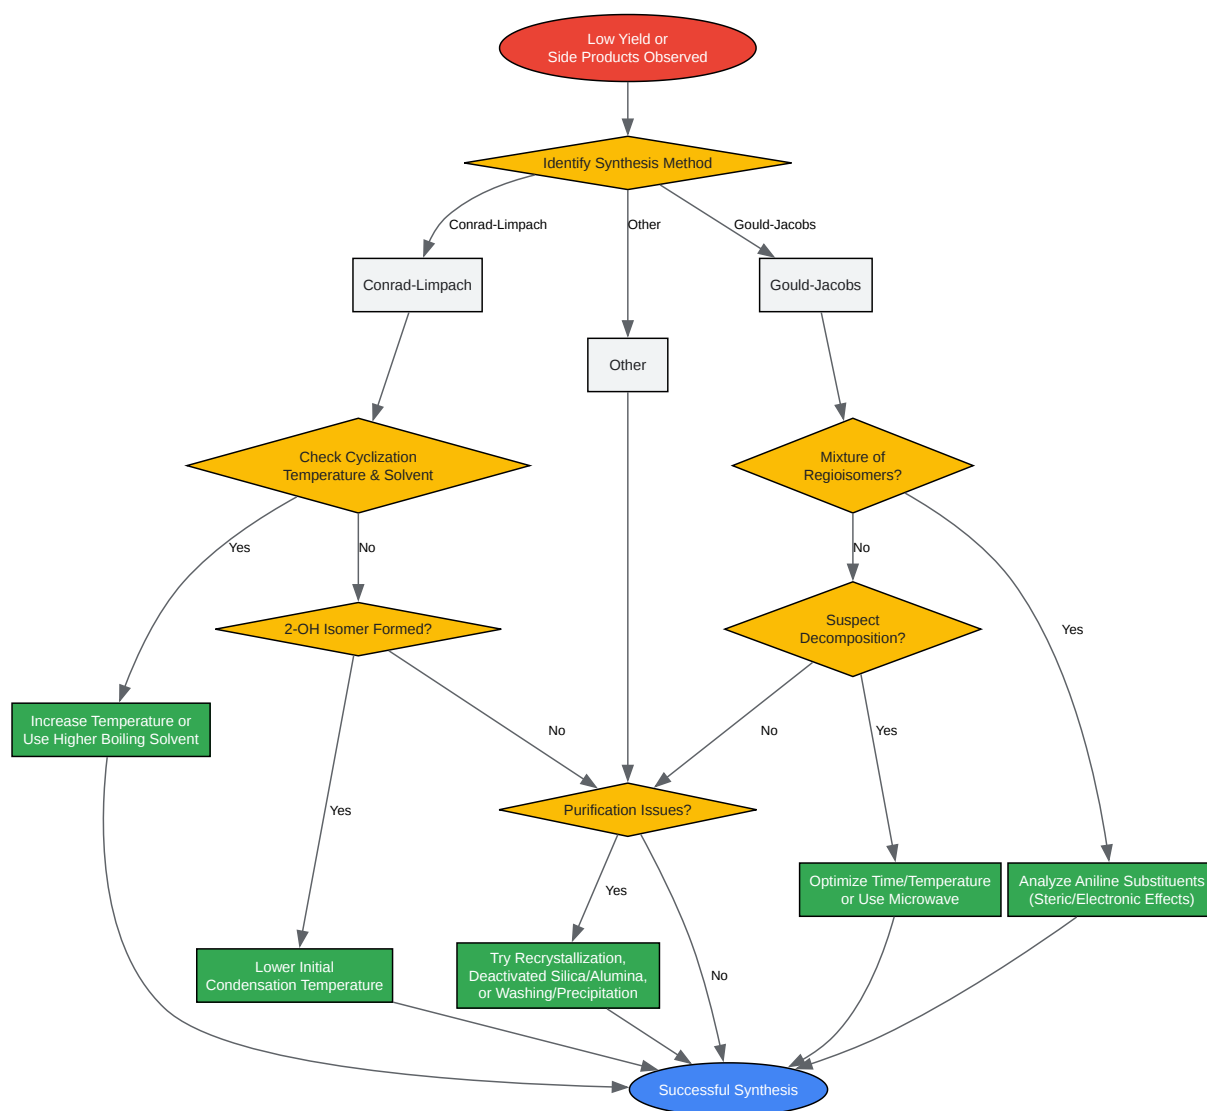 Low Yield or
Side Products Observed
Identify Synthesis Method
Conrad-Limpach
Other
Gould-Jacobs
Conrad-Limpach
Gould-Jacobs
Other
Check Cyclization
Temperature & Solvent
Mixture of
Regioisomers?
Yes
No
No
2-OH Isomer Formed?
Suspect
Decomposition?
Yes
Increase Temperature or
Use Higher Boiling Solvent
No
No
Yes
Yes
Purification Issues?
Optimize Time/Temperature
or Use Microwave
Analyze Aniline Substituents
(Steric/Electronic Effects)
Yes
Lower Initial
Condensation Temperature
Try Recrystallization,
Deactivated Silica/Alumina,
or Washing/Precipitation
No
Successful Synthesis